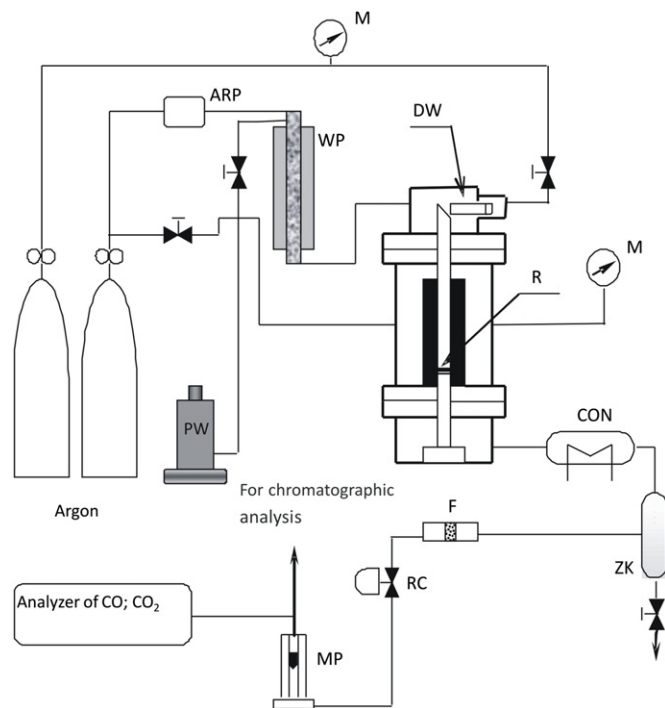 M
ARP
DW
WP
M
R
PW
CON
For chromatographic
analysis
Argon
F
ZK
RC
Analyzer of CO; CO₂
MP